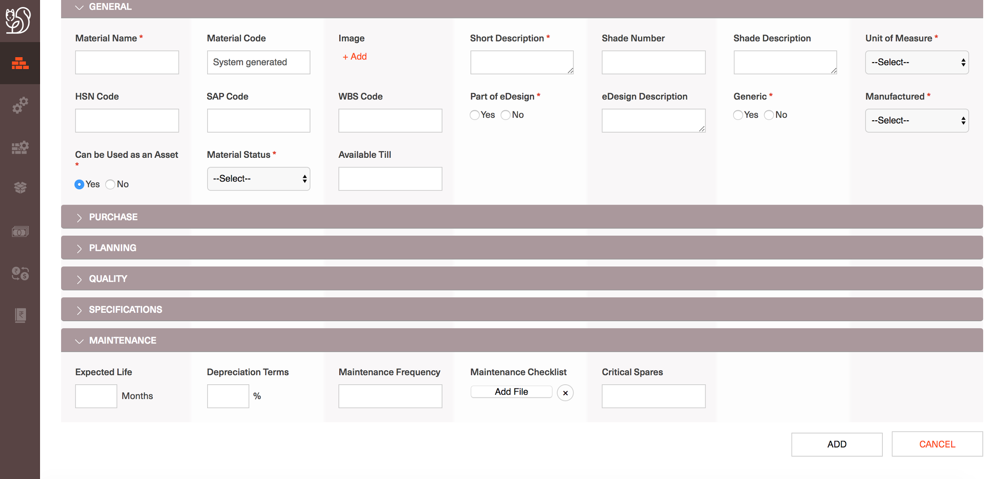 GENERAL
Material Name *
Material Code
Image
Short Description *
Shade Number
Shade Description
Unit of Measure *
System generated
+ Add
--Select--
HSN Code
SAP Code
WBS Code
Part of eDesign *
eDesign Description
Generic *
Manufactured *
Yes No
Yes No
--Select--
Can be Used as an Asset
*
Material Status *
Available Till
Yes No
--Select--
PURCHASE
PLANNING
QUALITY
SPECIFICATIONS
MAINTENANCE
Expected Life
Depreciation Terms
Maintenance Frequency
Maintenance Checklist
Critical Spares
Months
%
Add File
×
ADD
CANCEL